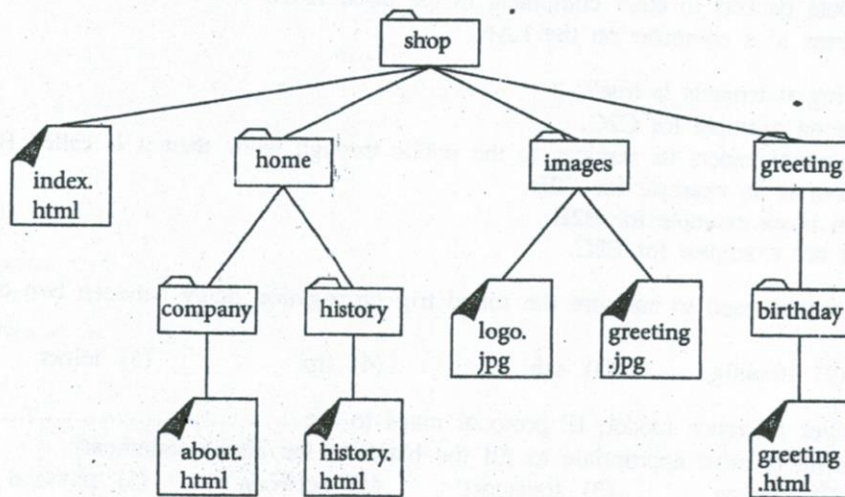 shop
index.
html
home
images
greeting
company
history
logo.
jpg
greeting
.jpg
birthday
about.
html
history.
html
greeting
.html